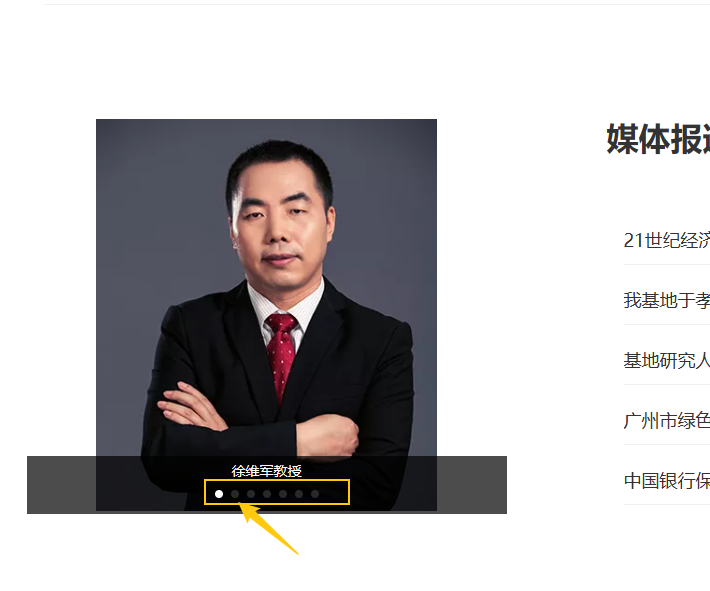 媒体报
21世纪经济
我基地于孝
基地研究人
广州市绿色
中国银行保
徐维军教授